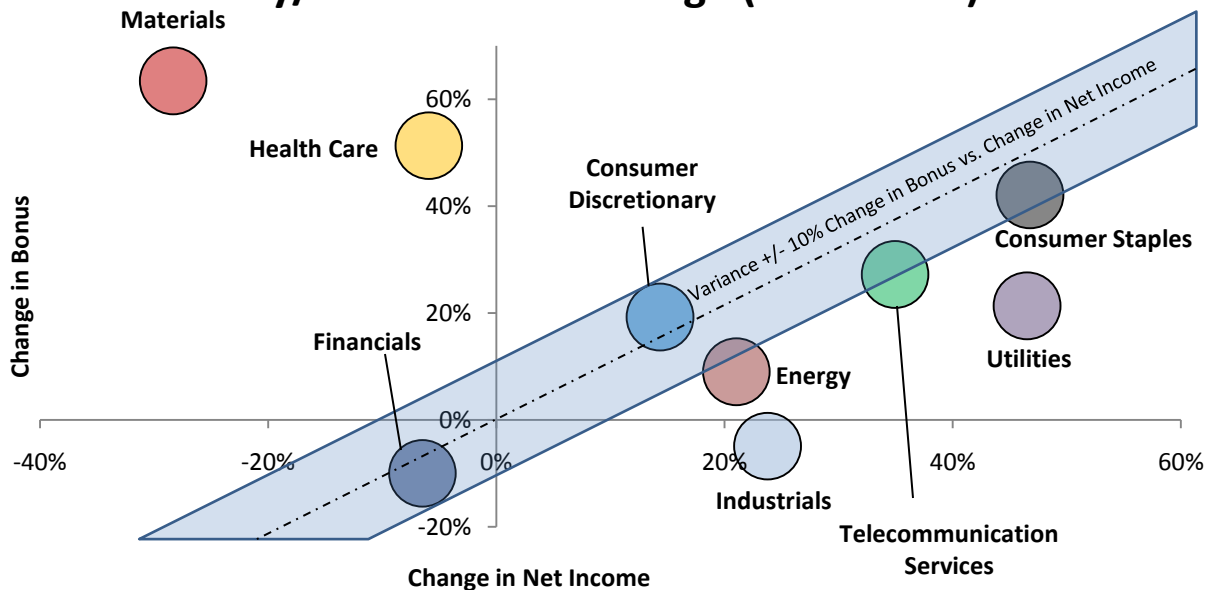 Materials
60%
Health Care
Consumer
Discretionary
40%
Variance +/- 10% Change in Bonus vs. Change in Net Income
Consumer Staples
Change in Bonus
20%
Financials
Energy
Utilities
0%
-40%
-20%
0%
20%
40%
60%
Industrials
-20%
Telecommunication
Services
Change in Net Income